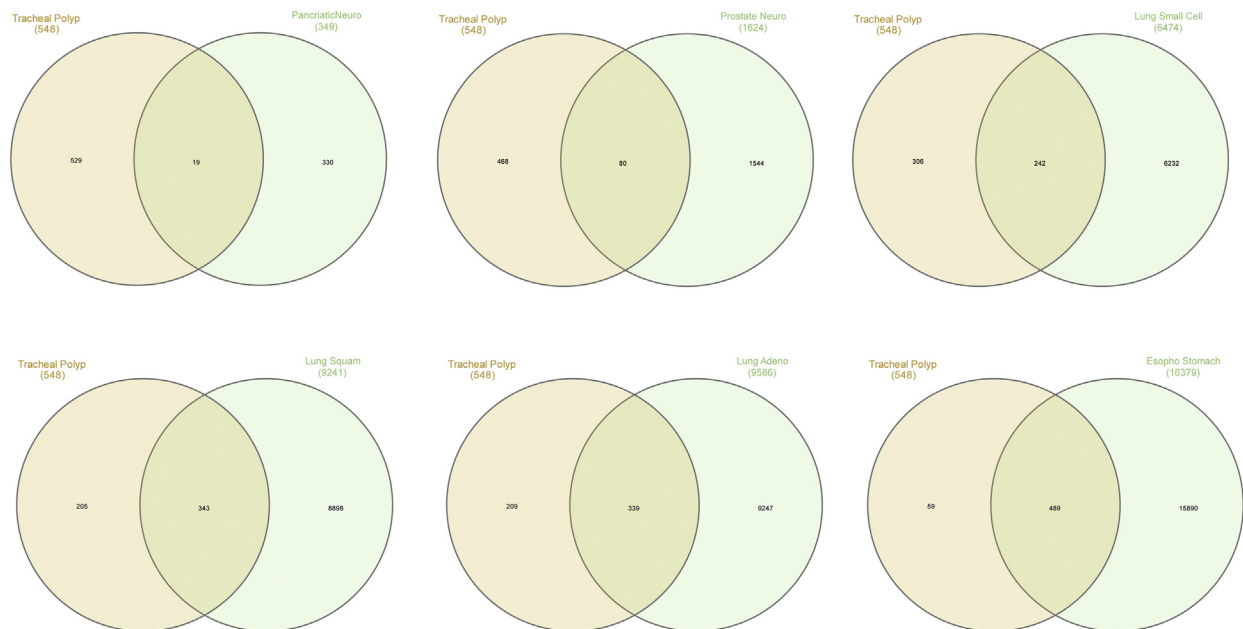 Tracheal Polyp
(548)
PancriaticNeuro
(349)
529
19
330
Tracheal Polyp
(548)
Prostate Neuro
(1624)
468
80
1544
Tracheal Polyp
(548)
Lung Small Cell
(6474)
306
242
6232
Tracheal Polyp
(548)
Lung Squam
(9241)
205
343
8898
Tracheal Polyp
(548)
Lung Adeno
(9586)
209
339
9247
Tracheal Polyp
(548)
Esopho Stomach
(16379)
59
489
15890